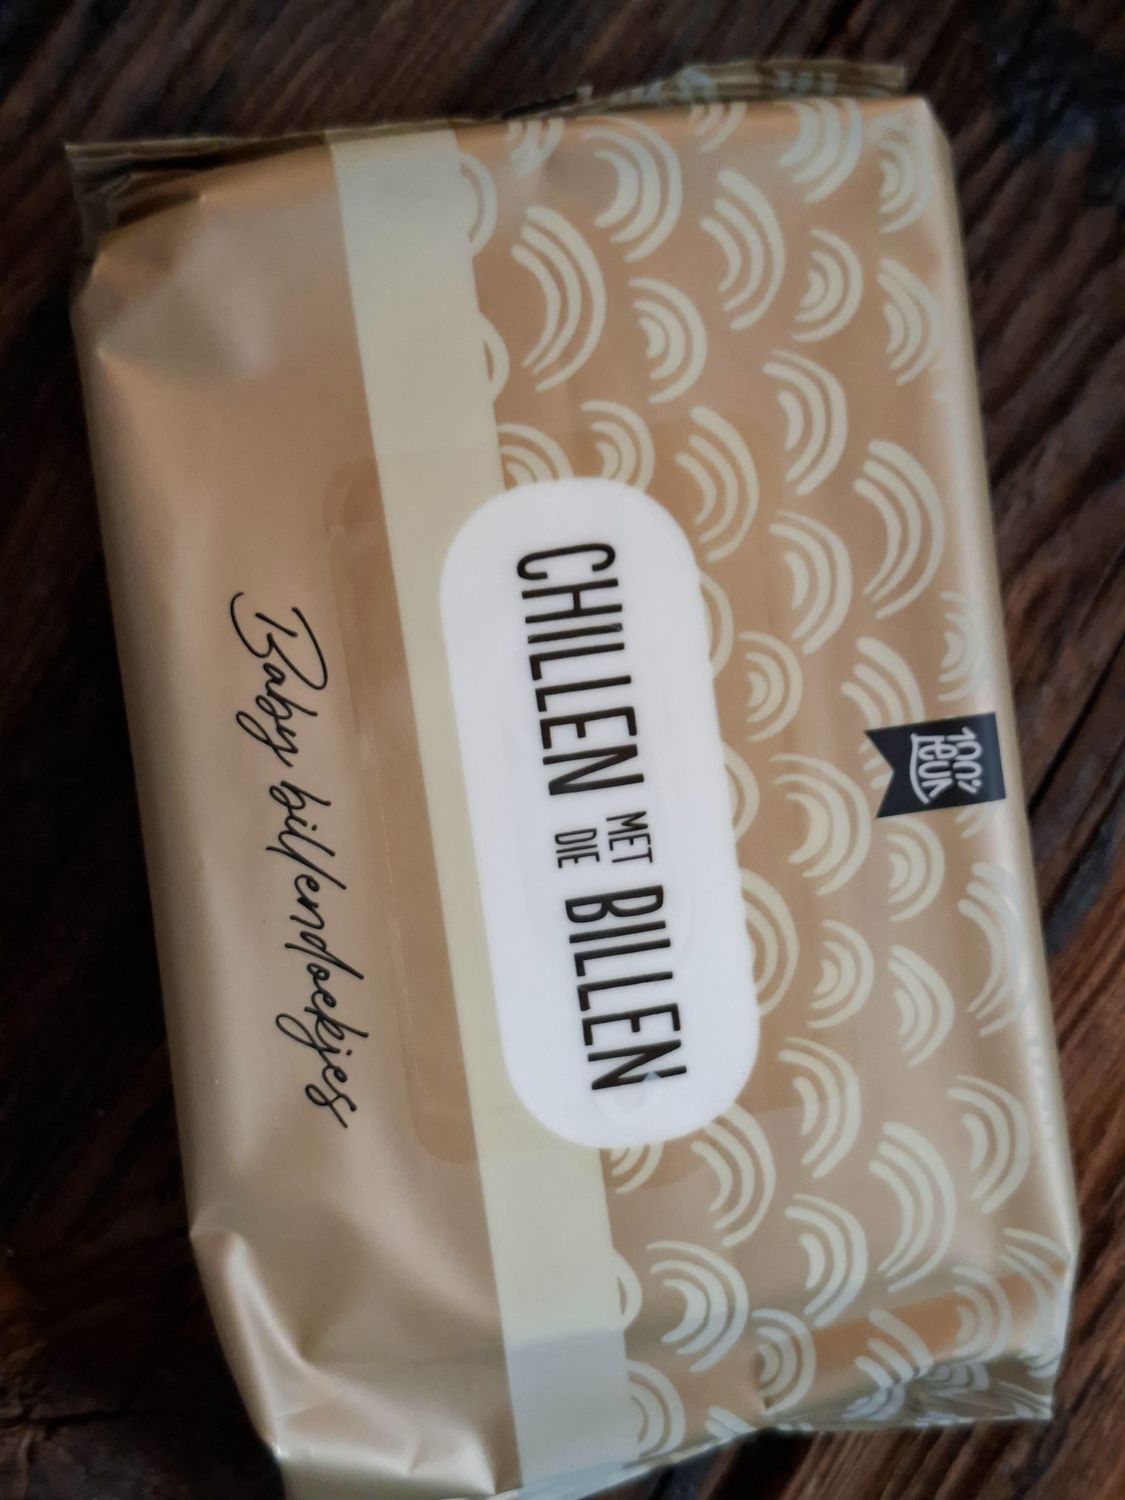 100%
leuk
CHILLEN MET DIE BILLEN
Baby billendoekjes